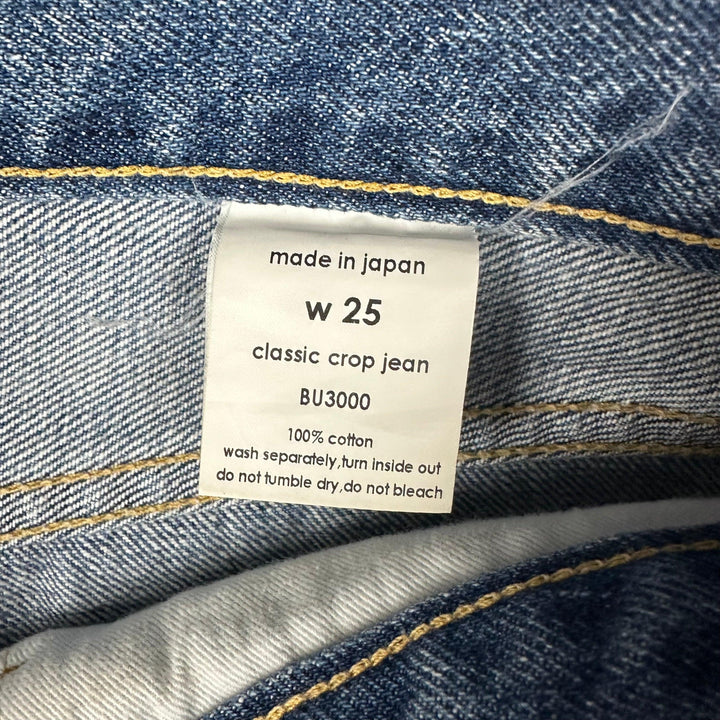 made in japan
w 25
classic crop jean
BU3000
100% cotton
wash separately,turn inside out
do not tumble dry,do not bleach